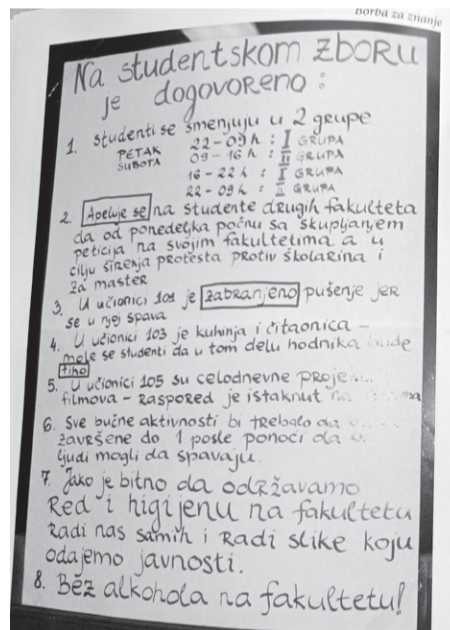 Borba za znanje
Na studentskom zboru
je dogovoreno:
1. Studenti se smenjuju u 2 grupe
PETAK 22-09h: I GRUPA
SUBOTA 09-16h: II GRUPA
16-22h: I GRUPA
22-09h: II GRUPA
2. Apeluje se na studente drugih fakulteta
da od ponedeljka počnu sa skupljanjem
peticija na svojim fakultetima a u
cilju širenja protesta protiv školarina i
za master
3. U učionici 101 je zabranjeno pušenje jer
se u njoj spava
4. U učionici 103 je kuhinja i čitaonica -
mole se studenti da u tom delu hodnika bude
tiho
5. U učionici 105 su celodnevne
filmova - raspored je istaknut
6. Sve bučne aktivnosti bi trebalo da
završene do 1 posle ponoći da
ljudi mogli da spavaju.
7. Jako je bitno da održavamo
Red i higijenu na fakultetu
Radi nas samih i Radi slike koju
odajemo javnosti.
8. Bez alkohola na fakultetu!